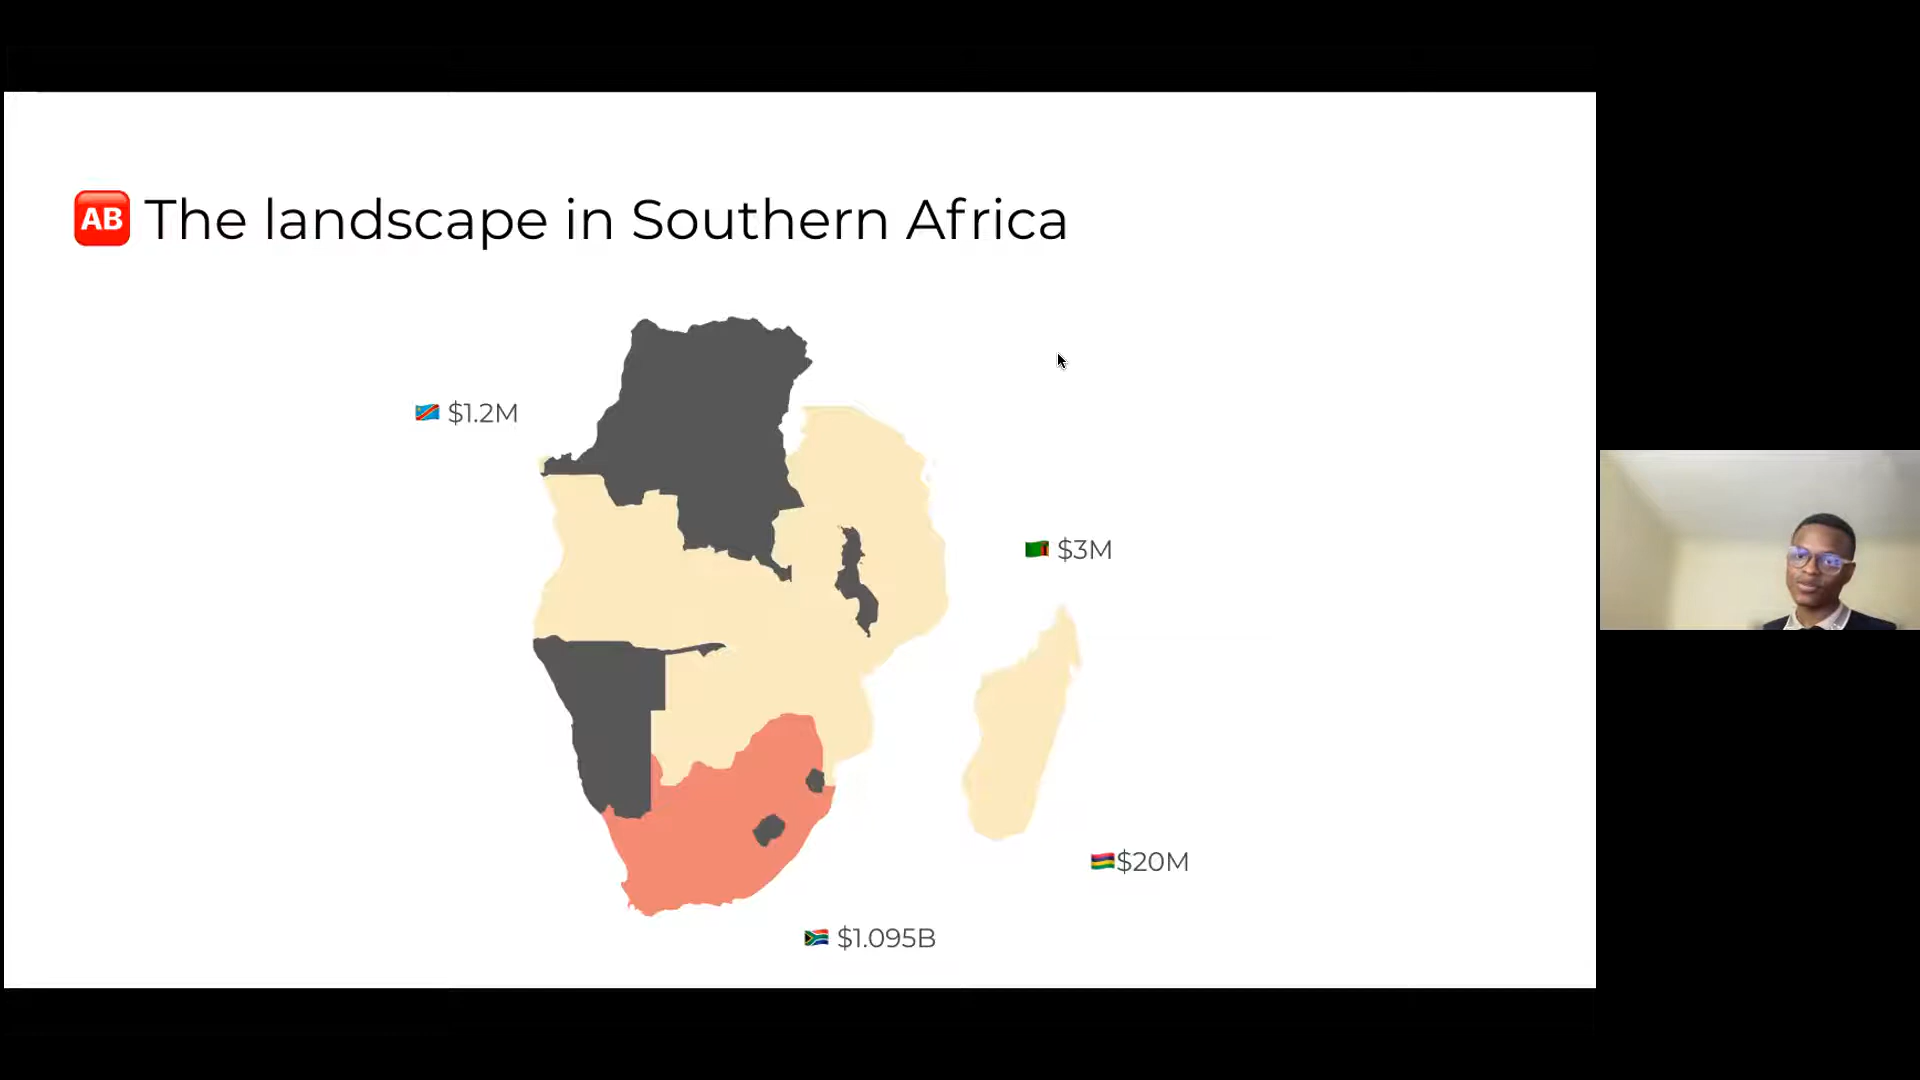 AB The landscape in Southern Africa
$1.2M
$3M
$20M
$1.095B